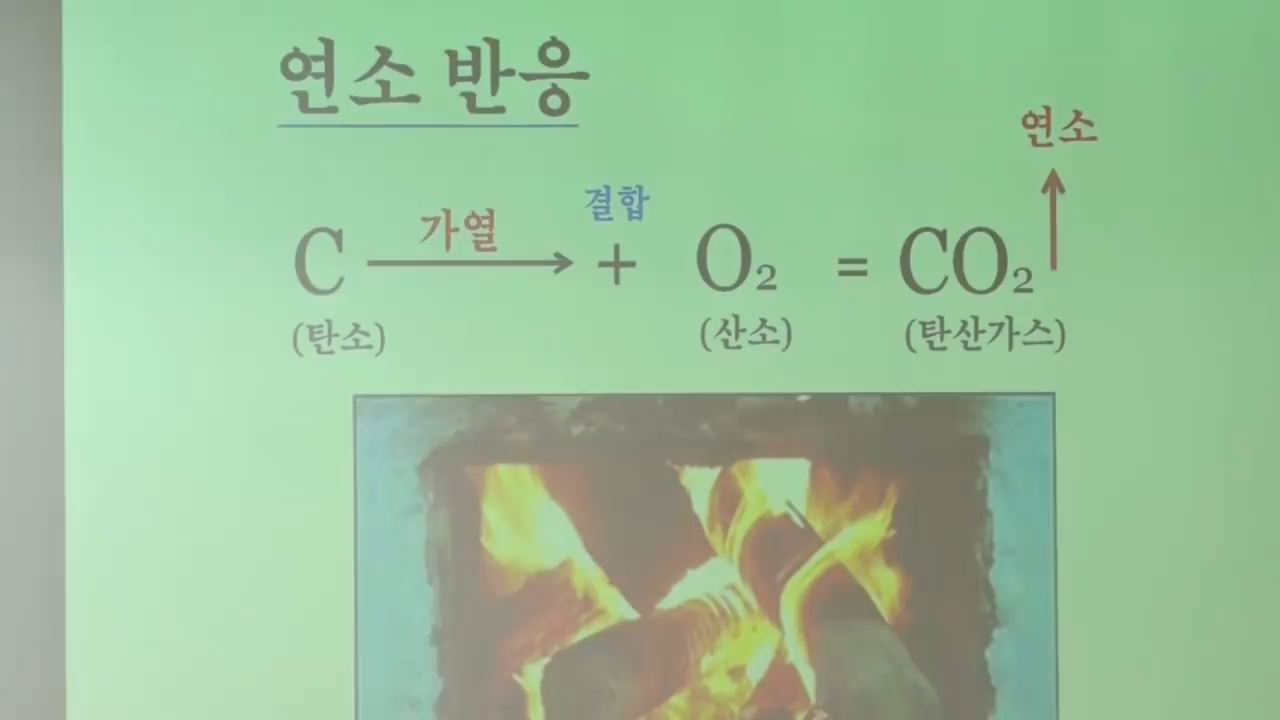 연소 반응
연소
결합
가열
C → + O₂ = CO₂ ↑
(탄소) (산소) (탄산가스)